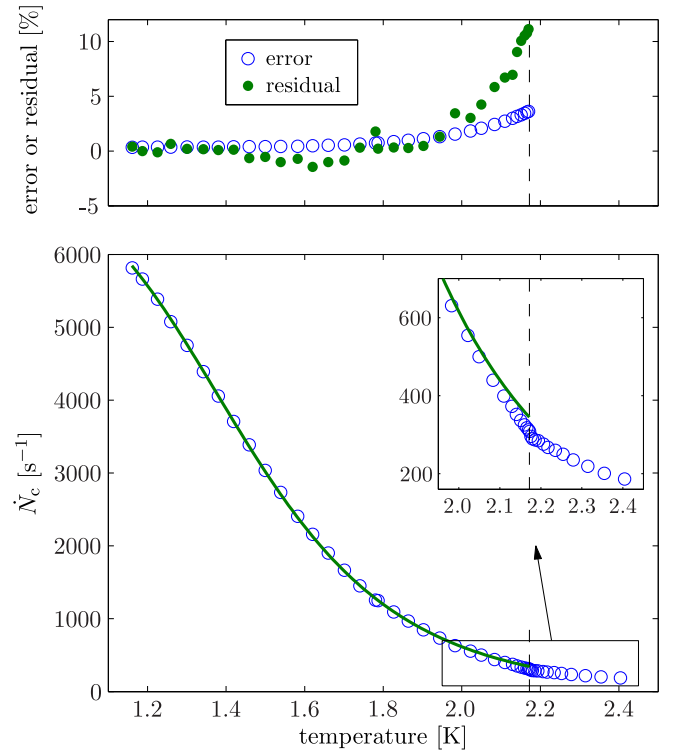 error or residual [%]
10
5
0
-5
error
residual
Ṅc [s−1]
6000
5000
4000
3000
2000
1000
0
600
400
200
2.0 2.1 2.2 2.3 2.4
1.2 1.4 1.6 1.8 2.0 2.2 2.4
temperature [K]